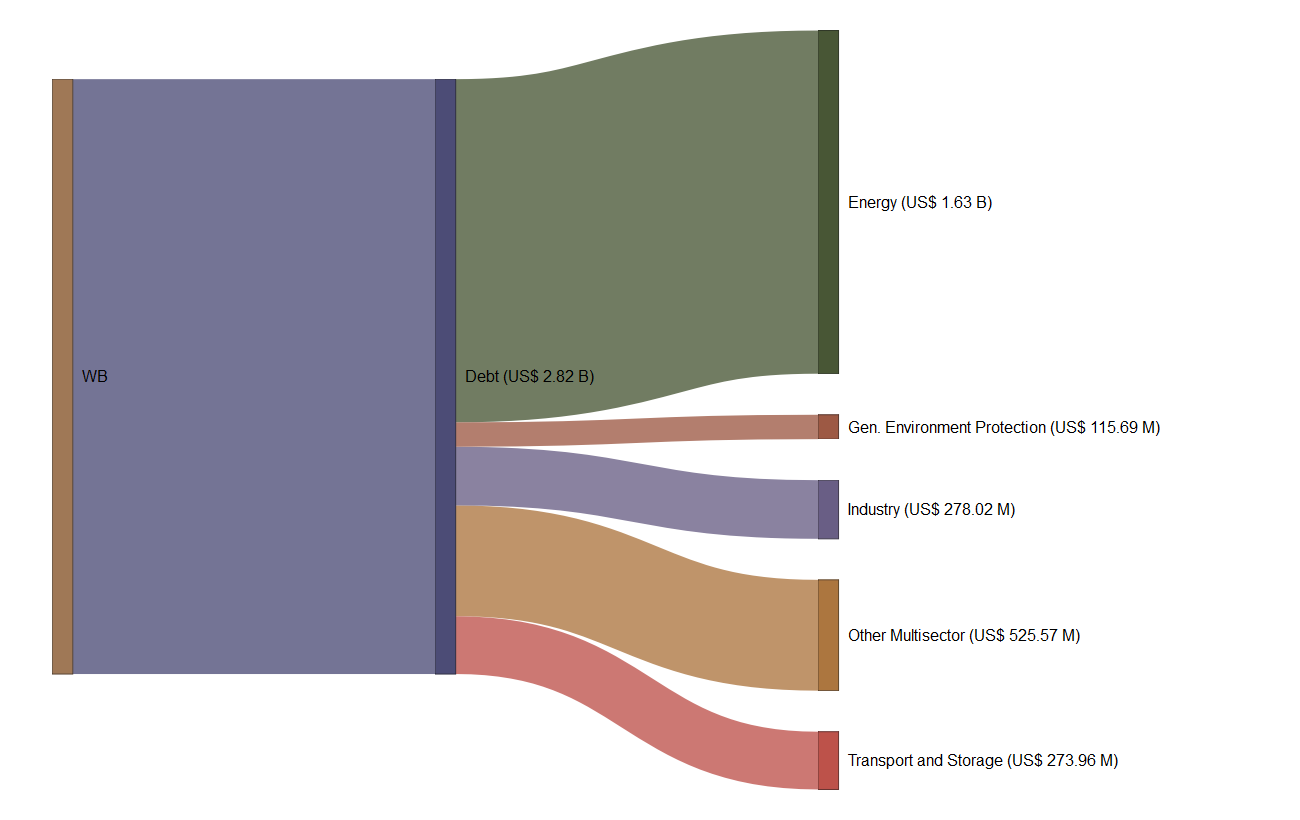 WB
Debt (US$ 2.82 B)
Energy (US$ 1.63 B)
Gen. Environment Protection (US$ 115.69 M)
Industry (US$ 278.02 M)
Other Multisector (US$ 525.57 M)
Transport and Storage (US$ 273.96 M)